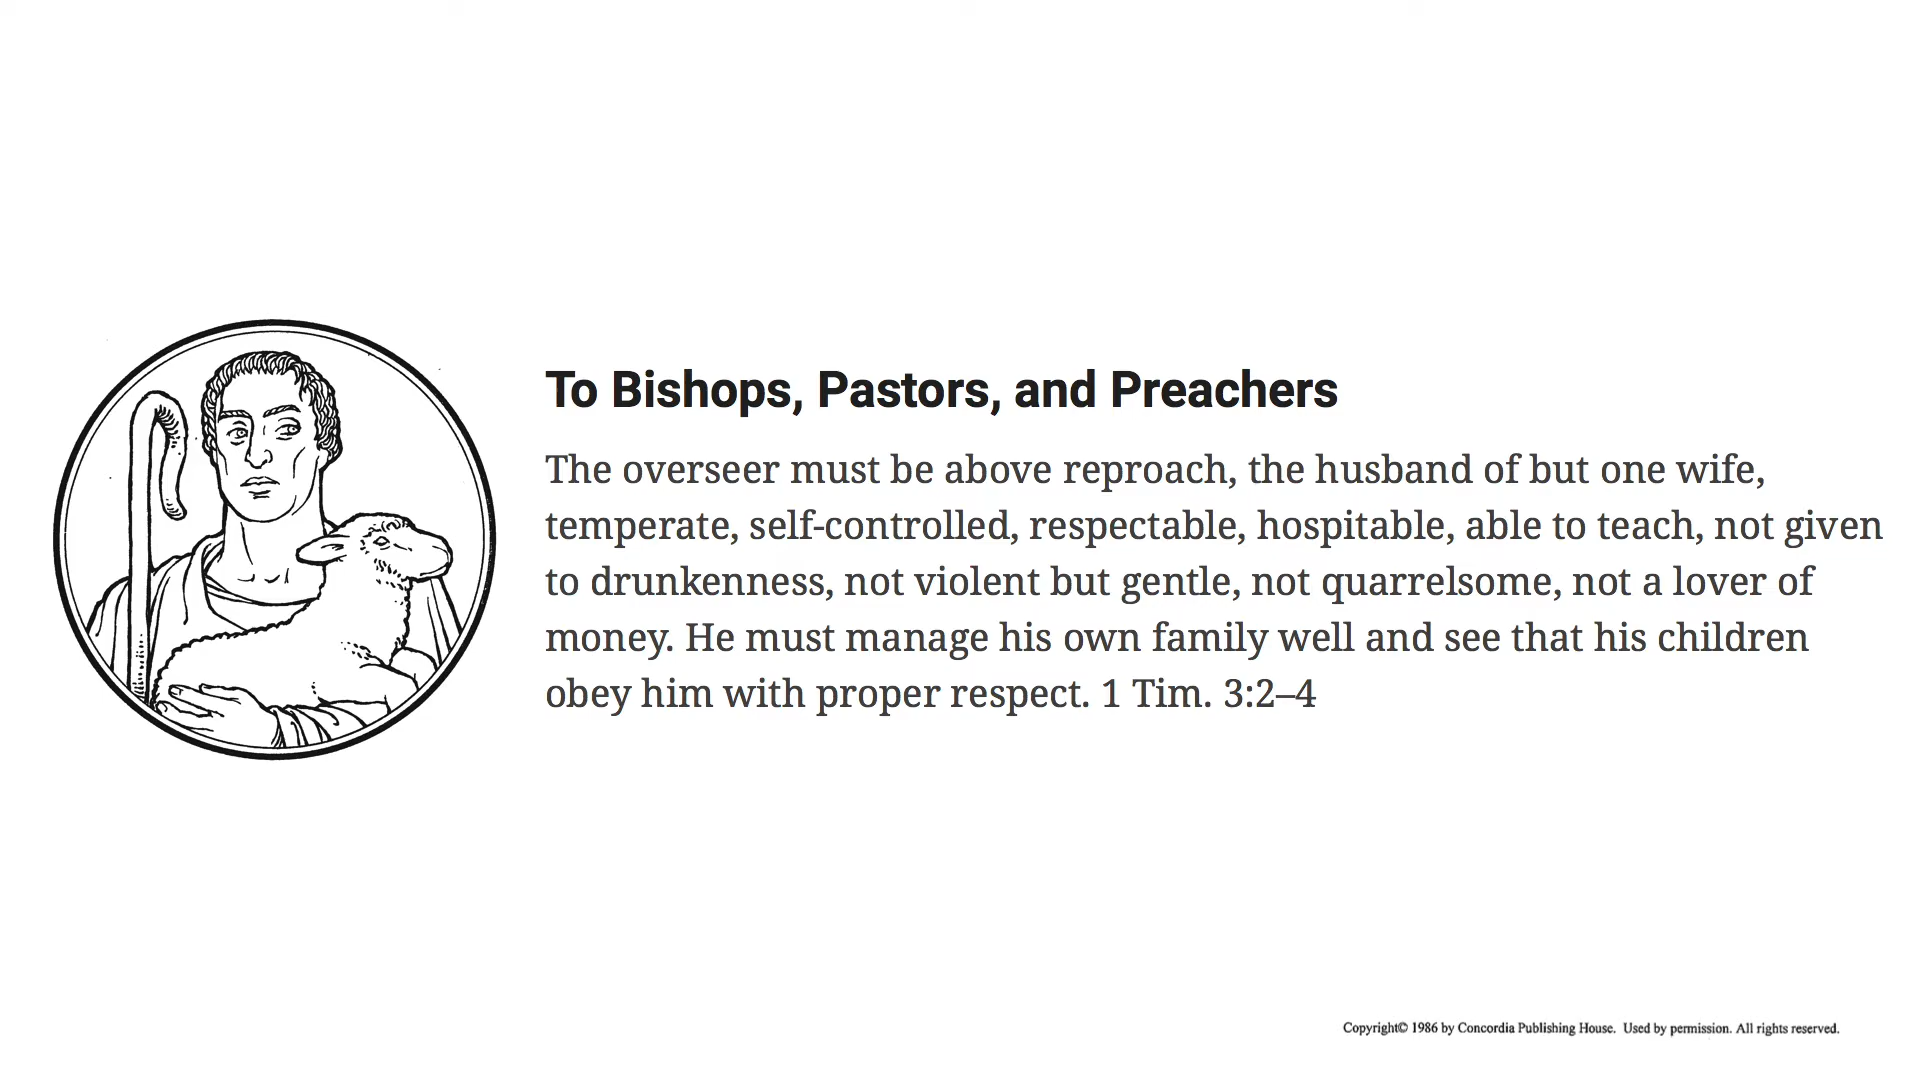 To Bishops, Pastors, and Preachers
The overseer must be above reproach, the husband of but one wife,
temperate, self-controlled, respectable, hospitable, able to teach, not given
to drunkenness, not violent but gentle, not quarrelsome, not a lover of
money. He must manage his own family well and see that his children
obey him with proper respect. 1 Tim. 3:2–4
Copyright© 1986 by Concordia Publishing House. Used by permission. All rights reserved.